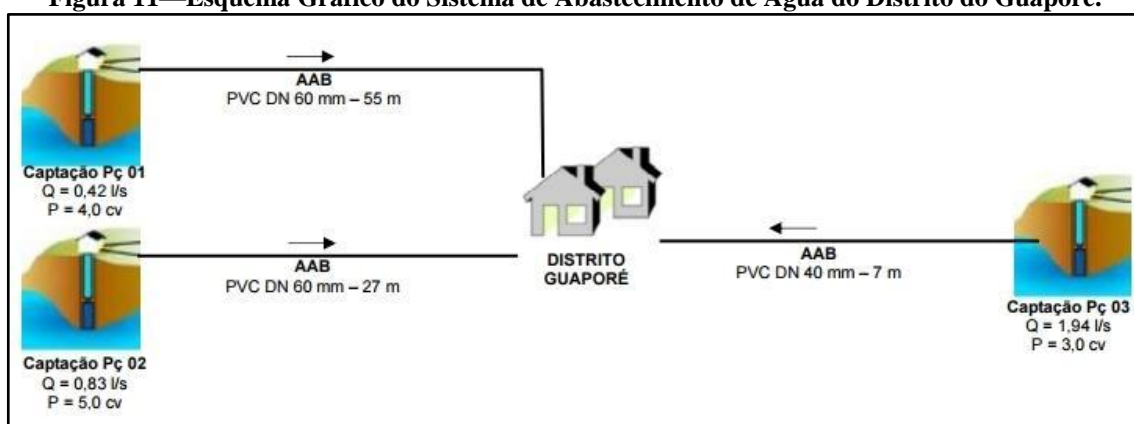 Figura 11—Esquema Gráfico do Sistema de Abastecimento de Água do Distrito do Guaporé.
AAB
PVC DN 60 mm – 55 m
Captação Pç 01
Q = 0,42 l/s
P = 4,0 cv
AAB
PVC DN 60 mm – 27 m
Captação Pç 02
Q = 0,83 l/s
P = 5,0 cv
DISTRITO
GUAPORÉ
AAB
PVC DN 40 mm – 7 m
Captação Pç 03
Q = 1,94 l/s
P = 3,0 cv